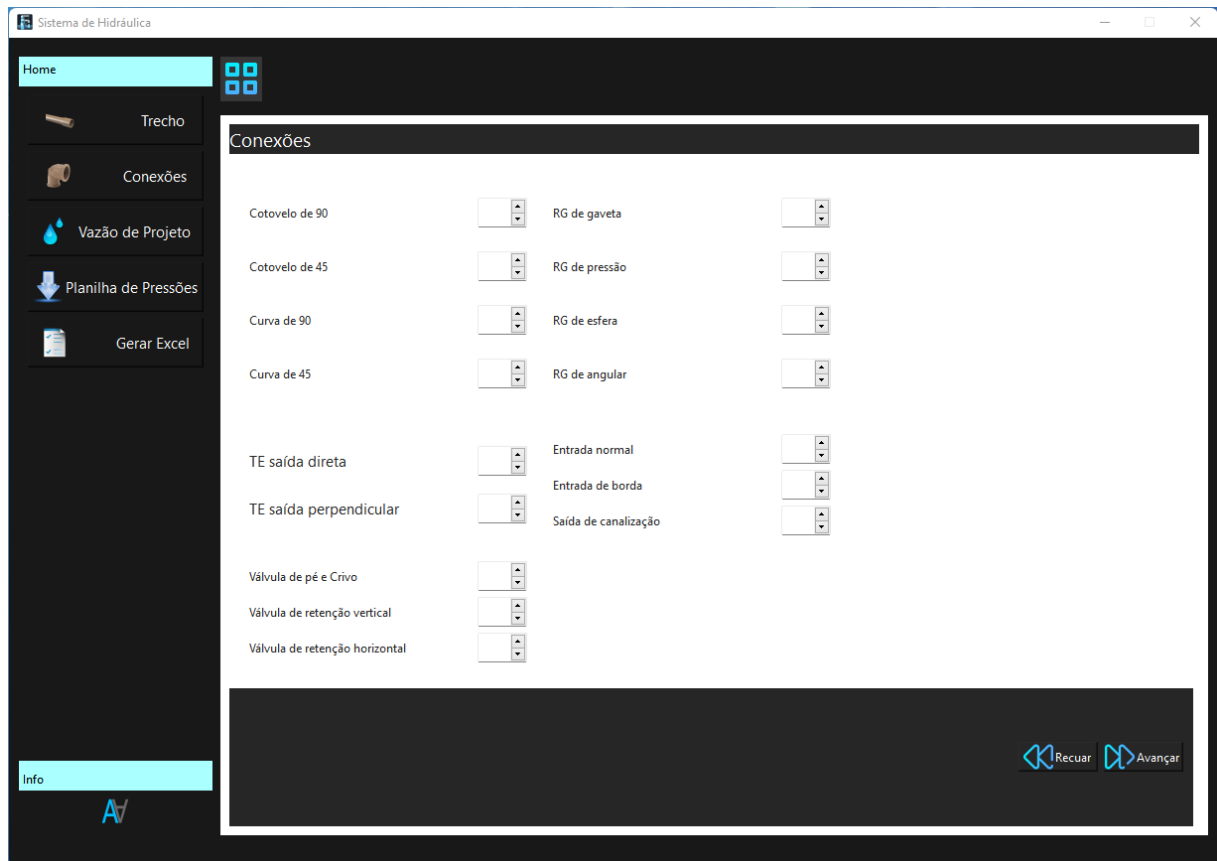 Sistema de Hidráulica
Home
Trecho
Conexões
Vazão de Projeto
Planilha de Pressões
Gerar Excel
Info
Conexões
Cotovelo de 90
RG de gaveta
Cotovelo de 45
RG de pressão
Curva de 90
RG de esfera
Curva de 45
RG de angular
TE saída direta
TE saída perpendicular
Entrada normal
Entrada de borda
Saída de canalização
Válvula de pé e Crivo
Válvula de retenção vertical
Válvula de retenção horizontal
Recuar
Avançar